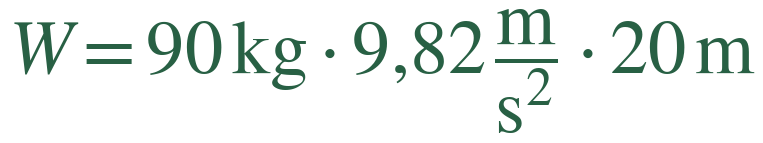 W = 90 kg · 9,82 m/s² · 20 m